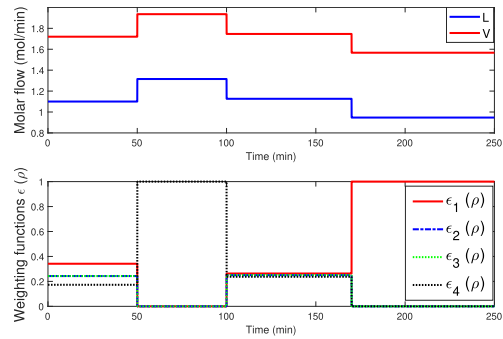 Molar flow (mol/min)
1.8
1.6
1.4
1.2
1
0.8
0 50 100 150 200 250
Time (min)
L
V
Weighting functions ϵ (ρ)
1
0.8
0.6
0.4
0.2
0
0 50 100 150 200 250
Time (min)
ϵ₁ (ρ)
ϵ₂ (ρ)
ϵ₃ (ρ)
ϵ₄ (ρ)